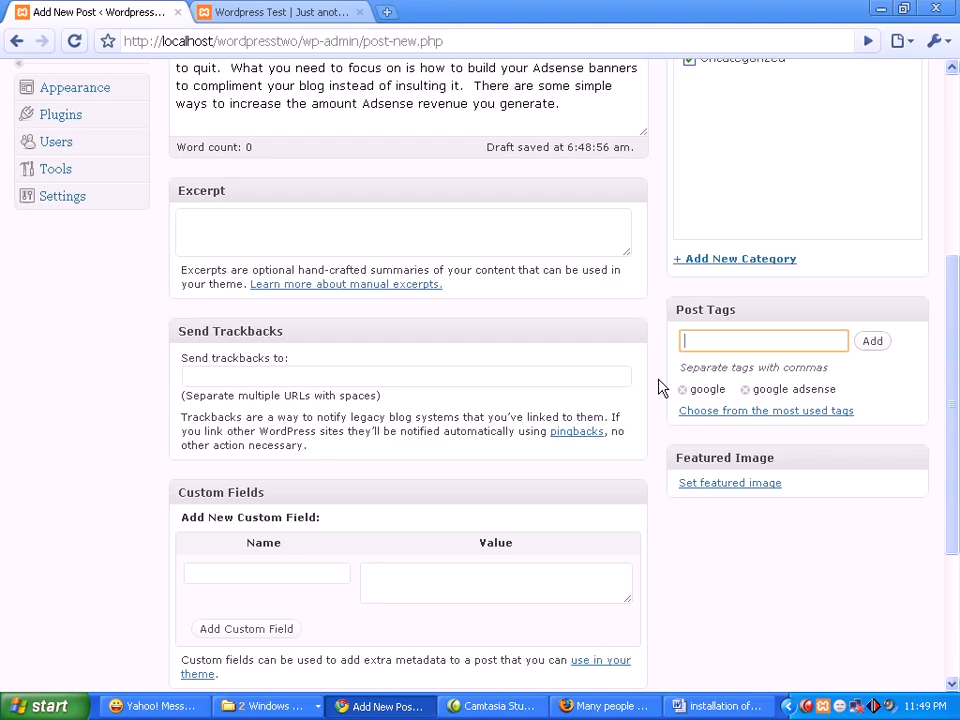 Add New Post < Wordpress...
Wordpress Test | Just anot...
http://localhost/wordpresstwo/wp-admin/post-new.php
Appearance
Plugins
Users
Tools
Settings
to quit. What you need to focus on is how to build your Adsense banners
to compliment your blog instead of insulting it. There are some simple
ways to increase the amount Adsense revenue you generate.
Word count: 0
Draft saved at 6:48:56 am.
Excerpt
Excerpts are optional hand-crafted summaries of your content that can be used in
your theme. Learn more about manual excerpts.
Send Trackbacks
Send trackbacks to:
(Separate multiple URLs with spaces)
Trackbacks are a way to notify legacy blog systems that you've linked to them. If
you link other WordPress sites they'll be notified automatically using pingbacks, no
other action necessary.
Custom Fields
Add New Custom Field:
Name
Value
Add Custom Field
Custom fields can be used to add extra metadata to a post that you can use in your
theme.
Uncategorized
+ Add New Category
Post Tags
Add
Separate tags with commas
google
google adsense
Choose from the most used tags
Featured Image
Set featured image
start
Yahoo! Mess...
2 Windows ...
Add New Pos...
Camtasia Stu...
Many people ...
installation of...
11:49 PM